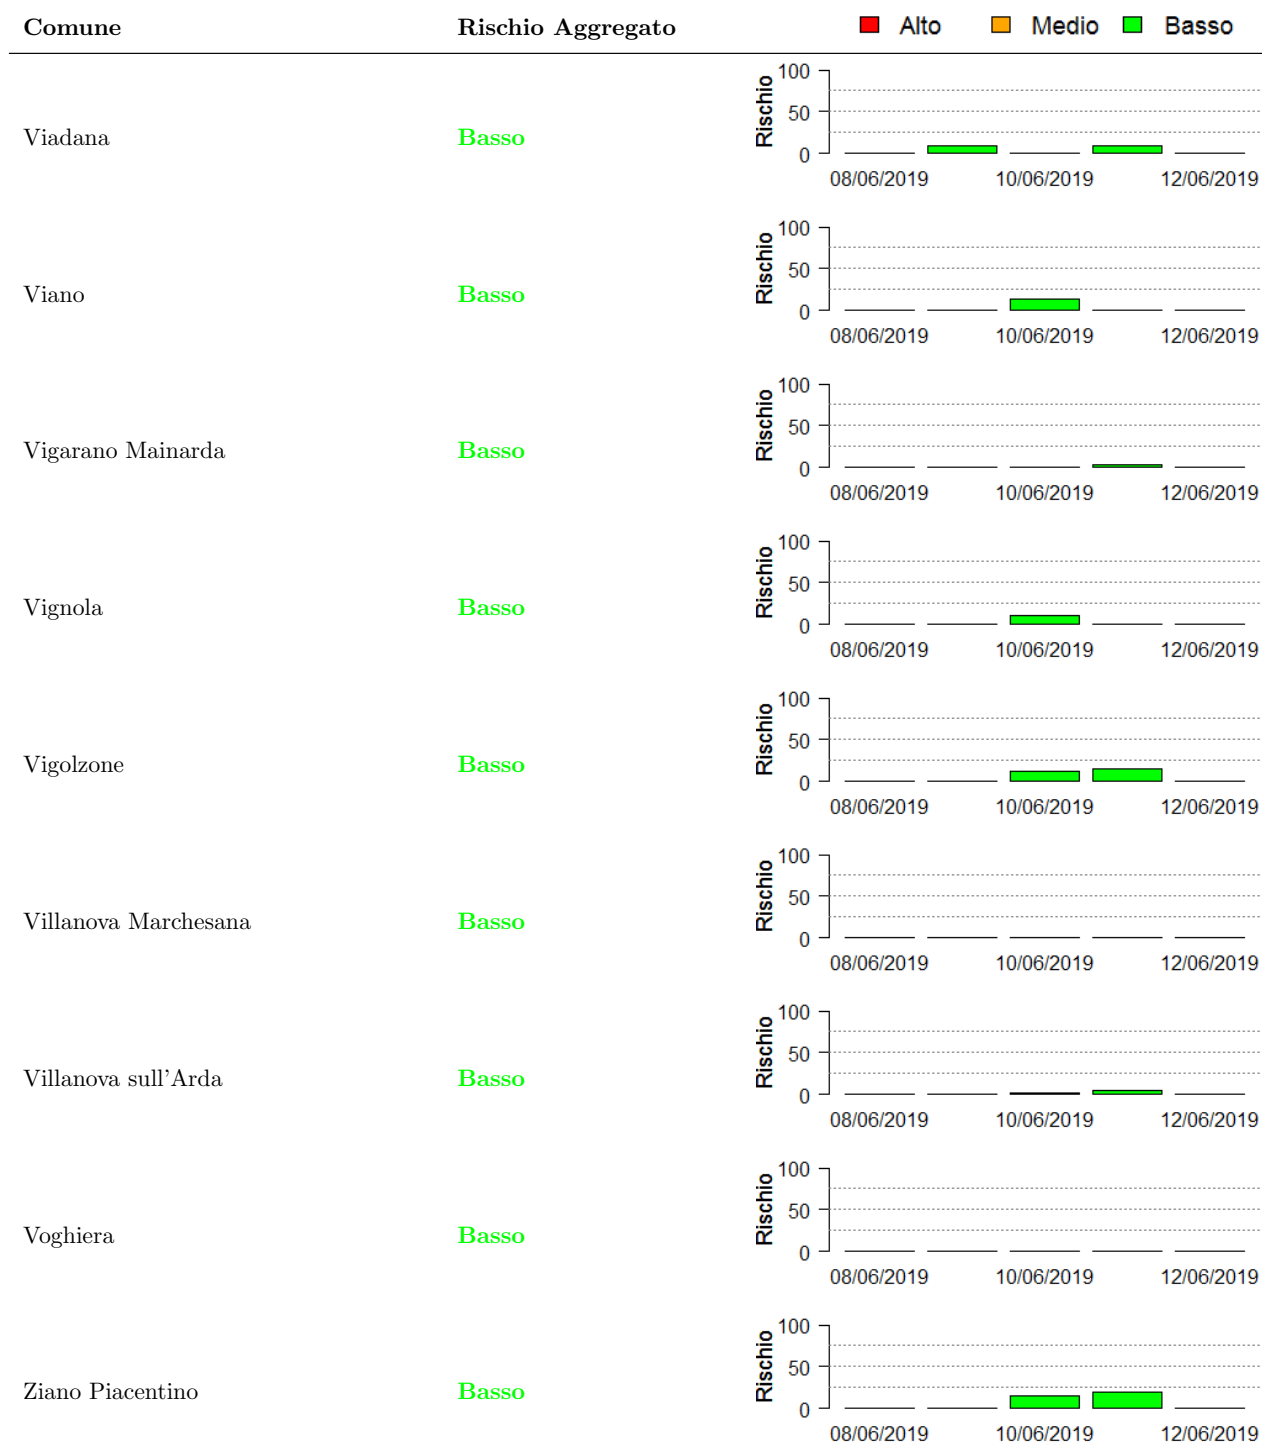 Comune Rischio Aggregato Alto Medio Basso
Viadana Basso
Rischio
100
50
0
08/06/2019 10/06/2019 12/06/2019
Viano Basso
Rischio
100
50
0
08/06/2019 10/06/2019 12/06/2019
Vigarano Mainarda Basso
Rischio
100
50
0
08/06/2019 10/06/2019 12/06/2019
Vignola Basso
Rischio
100
50
0
08/06/2019 10/06/2019 12/06/2019
Vigolzone Basso
Rischio
100
50
0
08/06/2019 10/06/2019 12/06/2019
Villanova Marchesana Basso
Rischio
100
50
0
08/06/2019 10/06/2019 12/06/2019
Villanova sull'Arda Basso
Rischio
100
50
0
08/06/2019 10/06/2019 12/06/2019
Voghiera Basso
Rischio
100
50
0
08/06/2019 10/06/2019 12/06/2019
Ziano Piacentino Basso
Rischio
100
50
0
08/06/2019 10/06/2019 12/06/2019